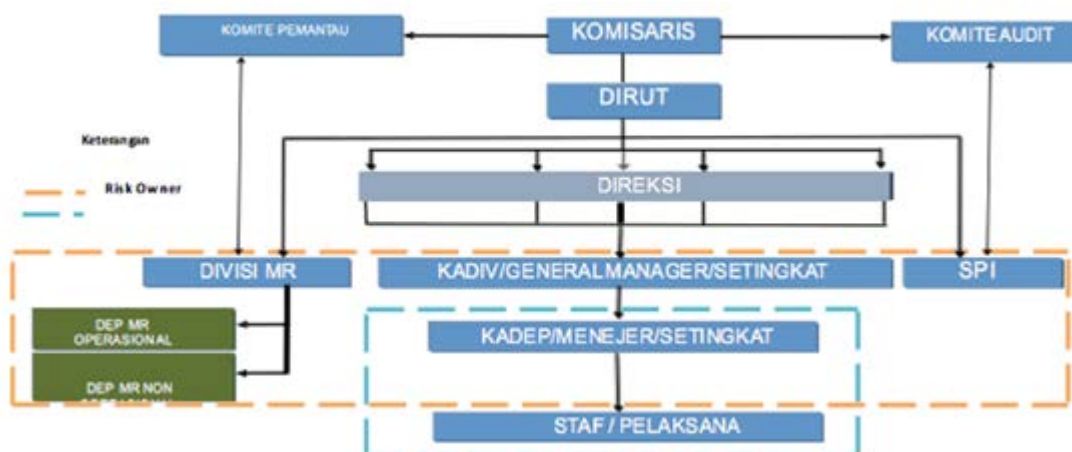 KOMITE PEMANTAU
KOMISARIS
KOMITE AUDIT
DIRUT
Keterangan
Risk Owner
DIREKSI
DIVISI MR
KADIV/GENERALMANAGER/SETINGKAT
SPI
DEP MR
OPERASIONAL
KADEP/MENEJER/SETINGKAT
DEP MR NON
OPERASIONAL
STAF / PELAKSANA